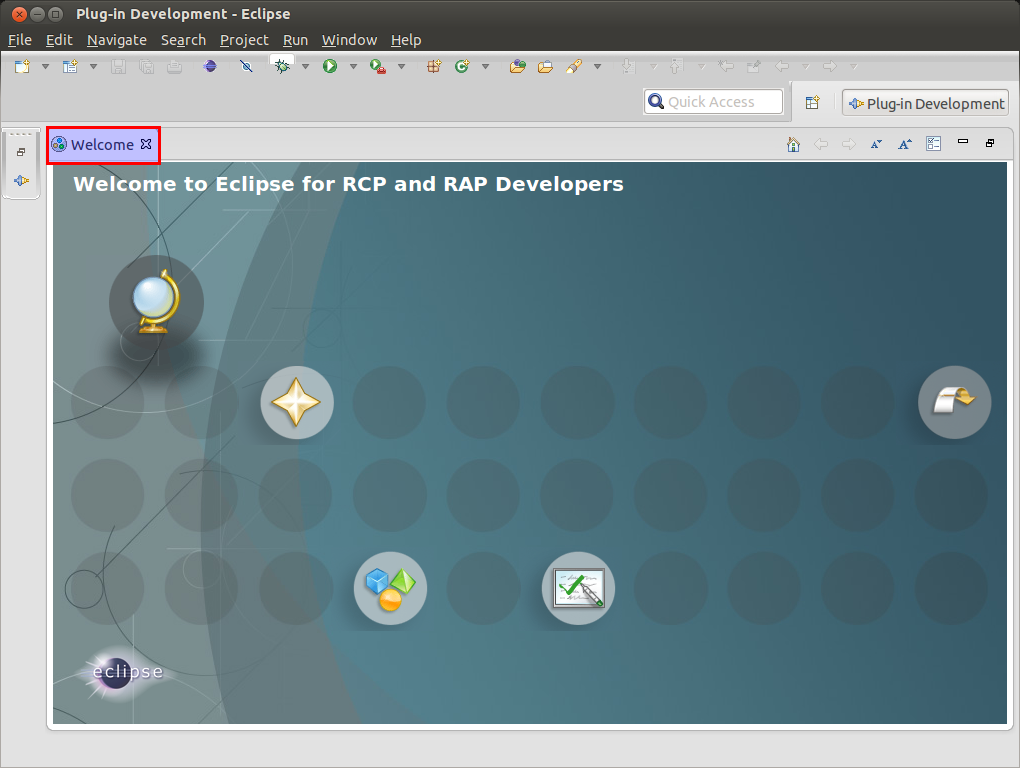 Plug-in Development - Eclipse
File Edit Navigate Search Project Run Window Help
Quick Access
Plug-in Development
Welcome
Welcome to Eclipse for RCP and RAP Developers
eclipse